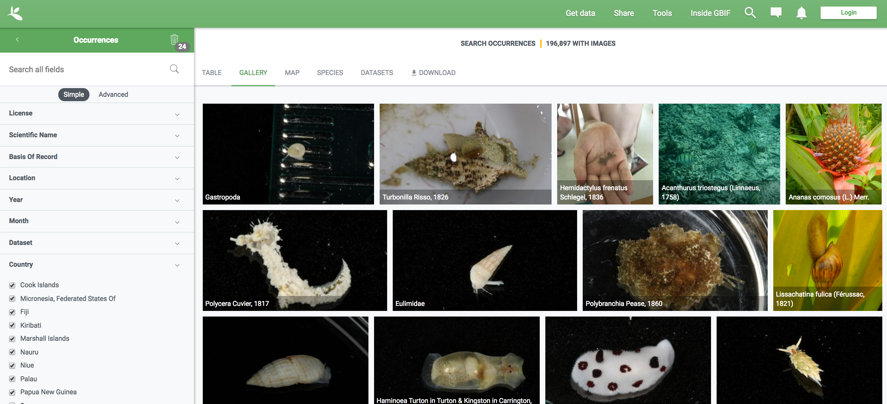 Get data Share Tools Inside GBIF Login
Occurrences
24
SEARCH OCCURRENCES | 196,897 WITH IMAGES
Search all fields
TABLE GALLERY MAP SPECIES DATASETS DOWNLOAD
Simple Advanced
License
Scientific Name
Basis Of Record
Location
Year
Month
Dataset
Country
Cook Islands
Micronesia, Federated States Of
Fiji
Kiribati
Marshall Islands
Nauru
Niue
Palau
Papua New Guinea
Gastropoda
Turbonilla Risso, 1826
Hemidactylus frenatus
Schlegel, 1836
Acanthurus triostegus (Linnaeus,
1758)
Ananas comosus (L.) Merr.
Polycera Cuvier, 1817
Eulimidae
Polybranchia Pease, 1860
Lissachatina fulica (Férussac,
1821)
Haminoea Turton in Turton & Kingston in Carrington,